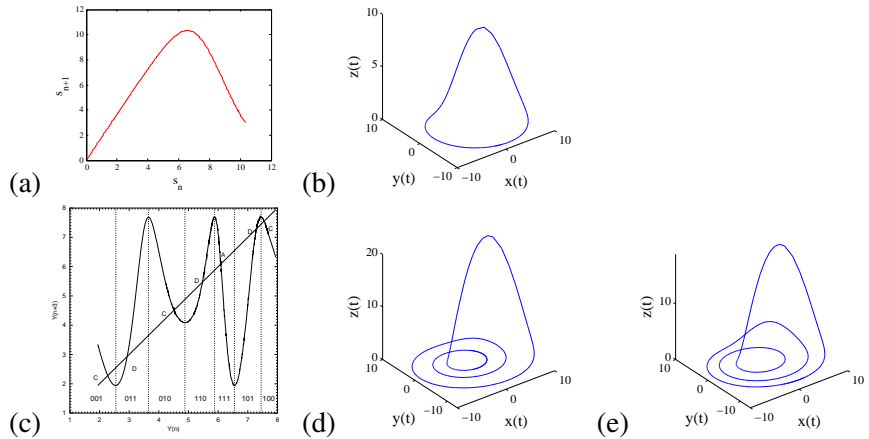 12
10
8
6
4
2
0
0 2 4 6 8 10 12
s_{n+1}
s_n
(a)
10
5
0
z(t)
10
0
−10
y(t)
−10
0
10
x(t)
(b)
8
7
6
5
4
3
2
1
Y(n+3)
C
D
C
D
A
D
C
001 011 010 110 111 101 100
1 2 3 4 5 6 7 8
Y(n)
(c)
20
10
0
z(t)
10
0
−10
y(t)
−10
0
10
x(t)
(d)
10
0
z(t)
10
0
−10
y(t)
−10
0
10
x(t)
(e)